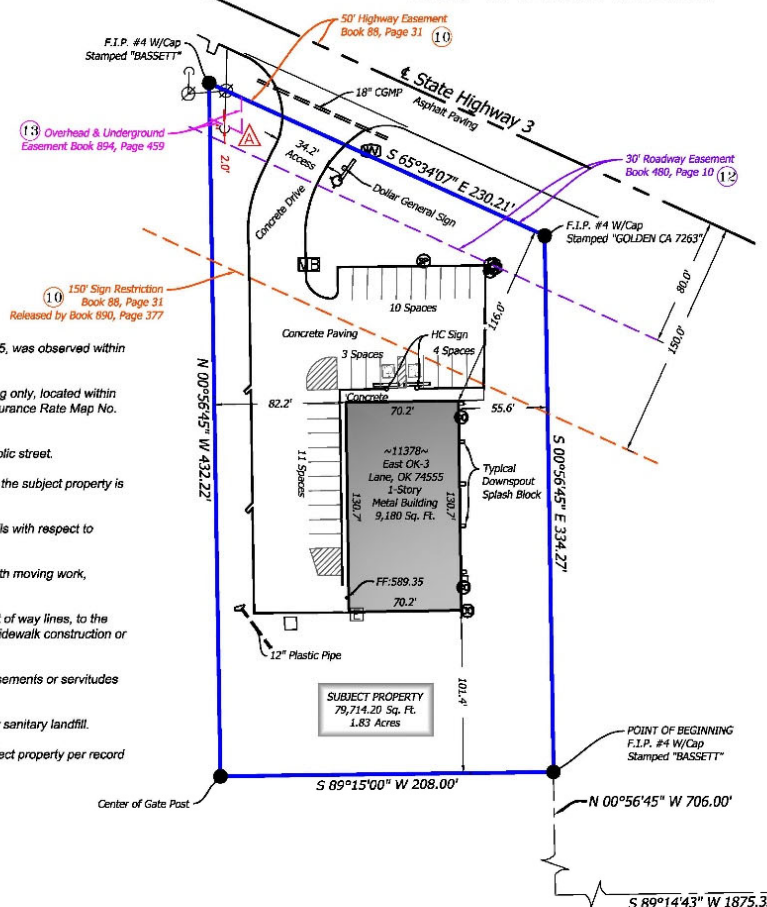 50' Highway Easement
Book 88, Page 31
10
F.I.P. #4 W/Cap
Stamped "BASSETT"
18" CGMP
℄ State Highway 3
Asphalt Paving
13 Overhead & Underground
Easement Book 894, Page 459
A
2.0'
34.2'
Access
S 65°34'07" E 230.21'
30' Roadway Easement
Book 480, Page 10
12
Concrete Drive
Dollar General Sign
F.I.P. #4 W/Cap
Stamped "GOLDEN CA 7263"
MB
80.0'
150.0'
10 150' Sign Restriction
Book 88, Page 31
Released by Book 890, Page 377
10 Spaces
116.0'
Concrete Paving
HC Sign
3 Spaces
4 Spaces
5, was observed within
g only, located within
urance Rate Map No.
blic street.
the subject property is
is with respect to
th moving work,
t of way lines, to the
idewalk construction or
sements or servitudes
sanitary landfill.
ect property per record
N 00°56'45" W 432.22'
82.2'
Concrete
70.2'
55.6'
11 Spaces
~11378~
East OK-3
Lane, OK 74555
1-Story
Metal Building
9,180 Sq. Ft.
130.7'
130.7'
Typical
Downspout
Splash Block
S 00°56'45" E 334.27'
FF:589.35
70.2'
E
12" Plastic Pipe
101.4'
SUBJECT PROPERTY
79,714.20 Sq. Ft.
1.83 Acres
POINT OF BEGINNING
F.I.P. #4 W/Cap
Stamped "BASSETT"
Center of Gate Post
S 89°15'00" W 208.00'
N 00°56'45" W 706.00'
S 89°14'43" W 1875.3